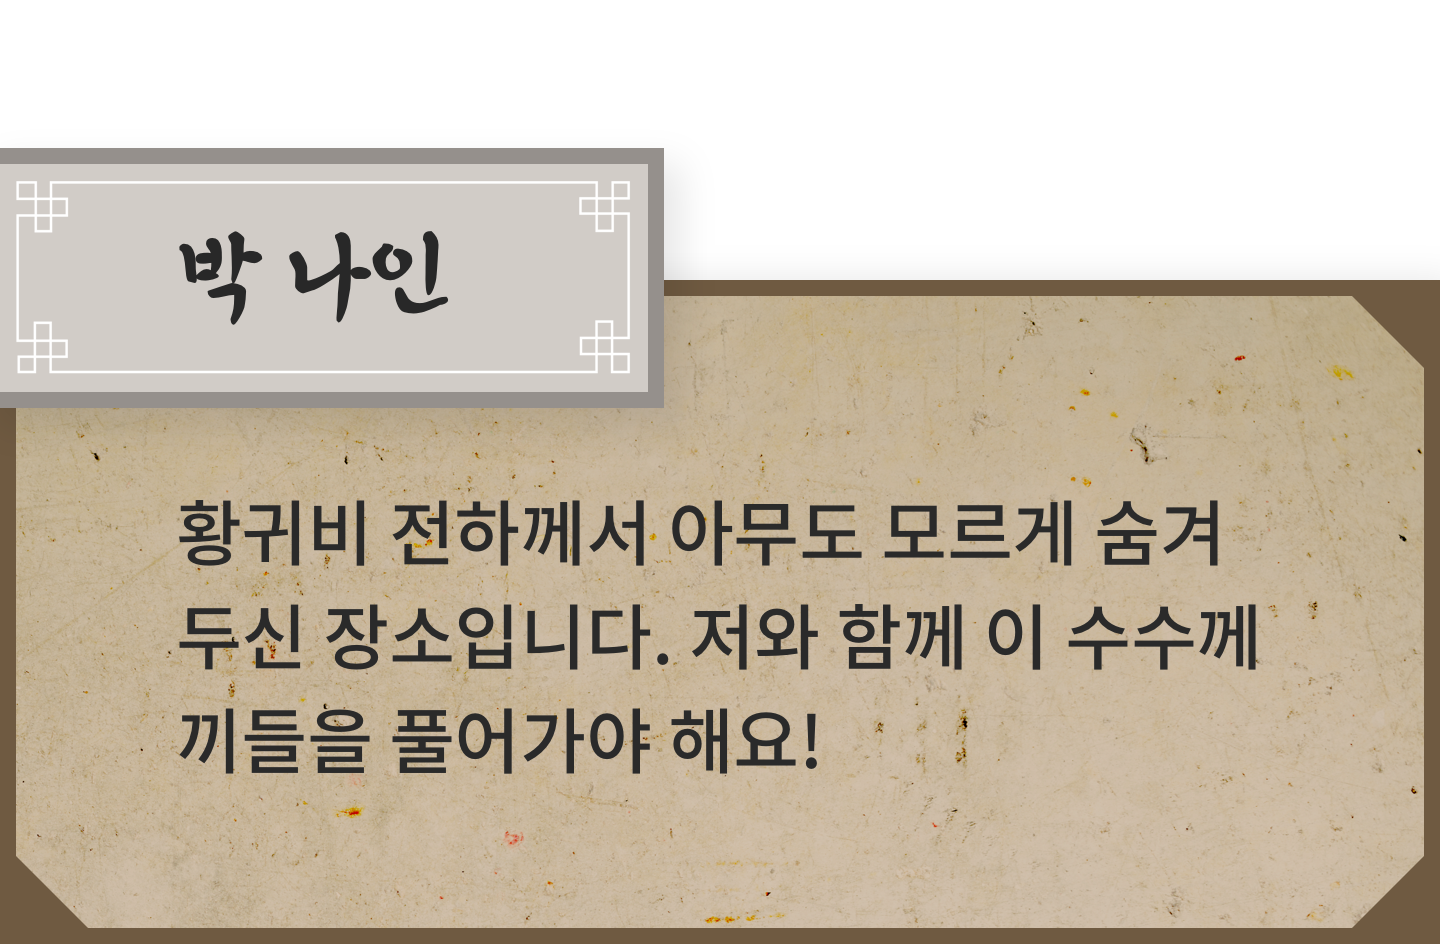 박 나인
황귀비 전하께서 아무도 모르게 숨겨
두신 장소입니다. 저와 함께 이 수수께
끼들을 풀어가야 해요!